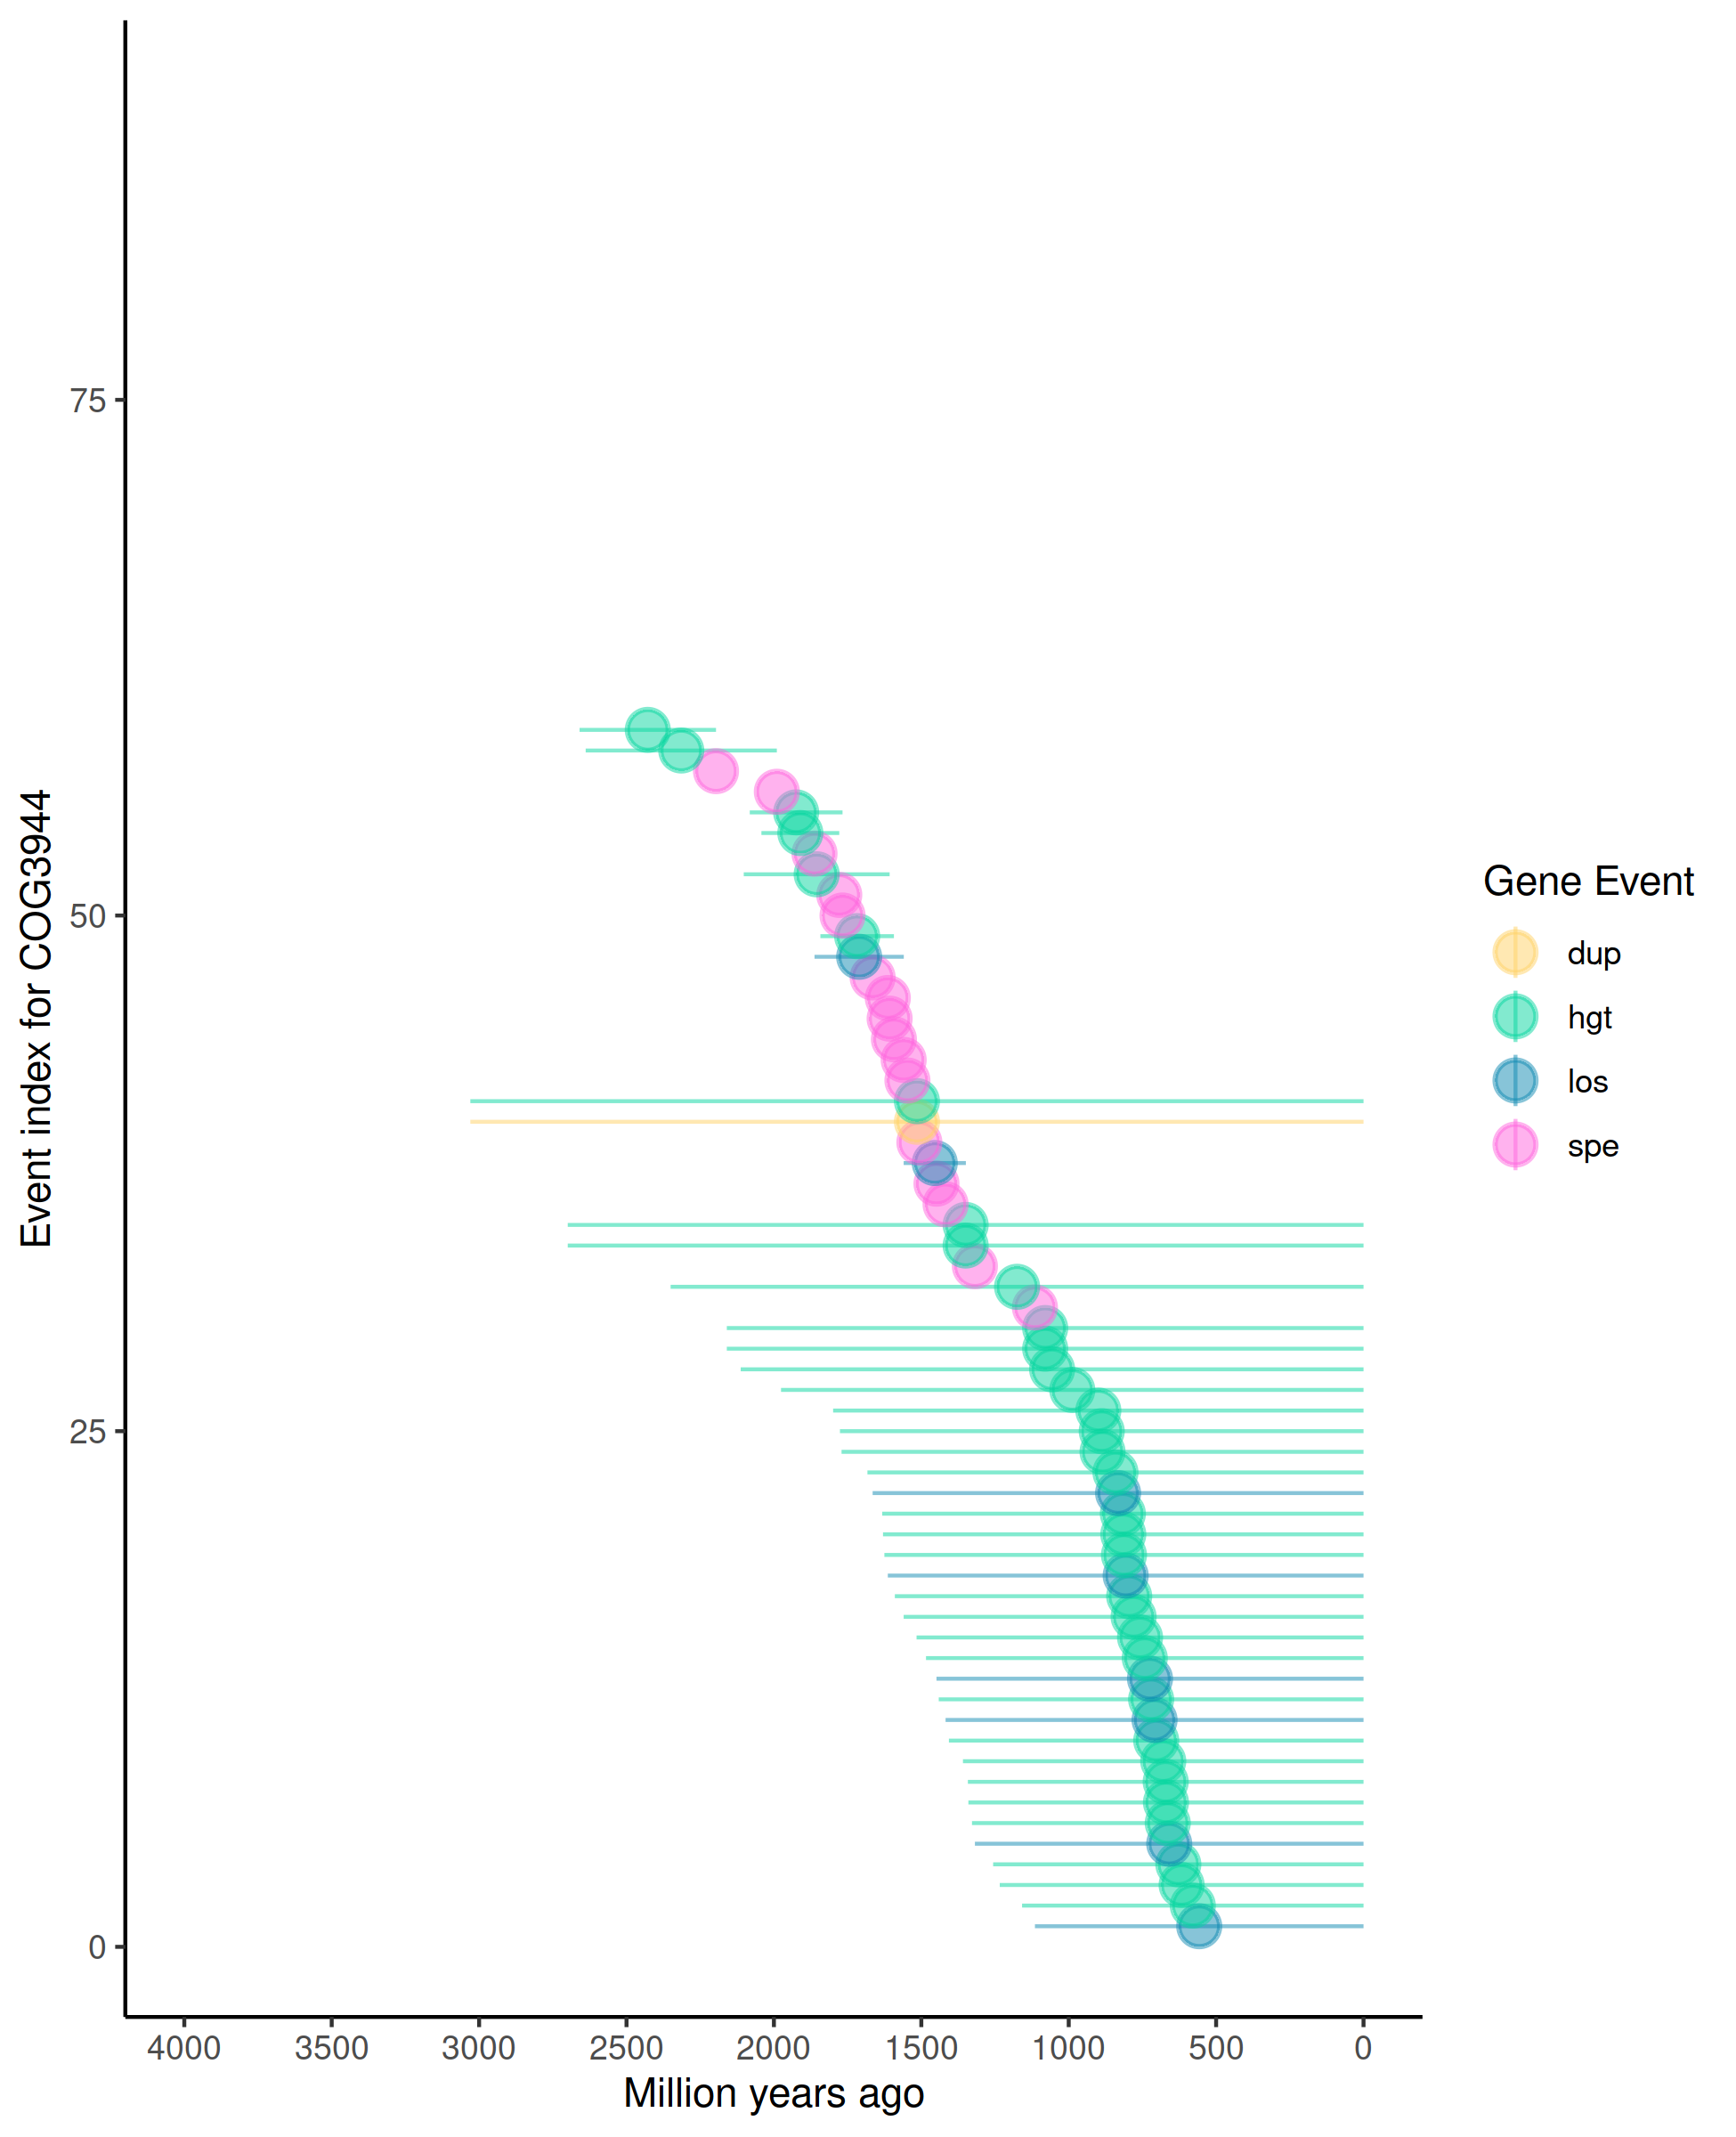 Event index for COG3944
75
50
25
0
4000 3500 3000 2500 2000 1500 1000 500 0
Million years ago
Gene Event
dup
hgt
los
spe